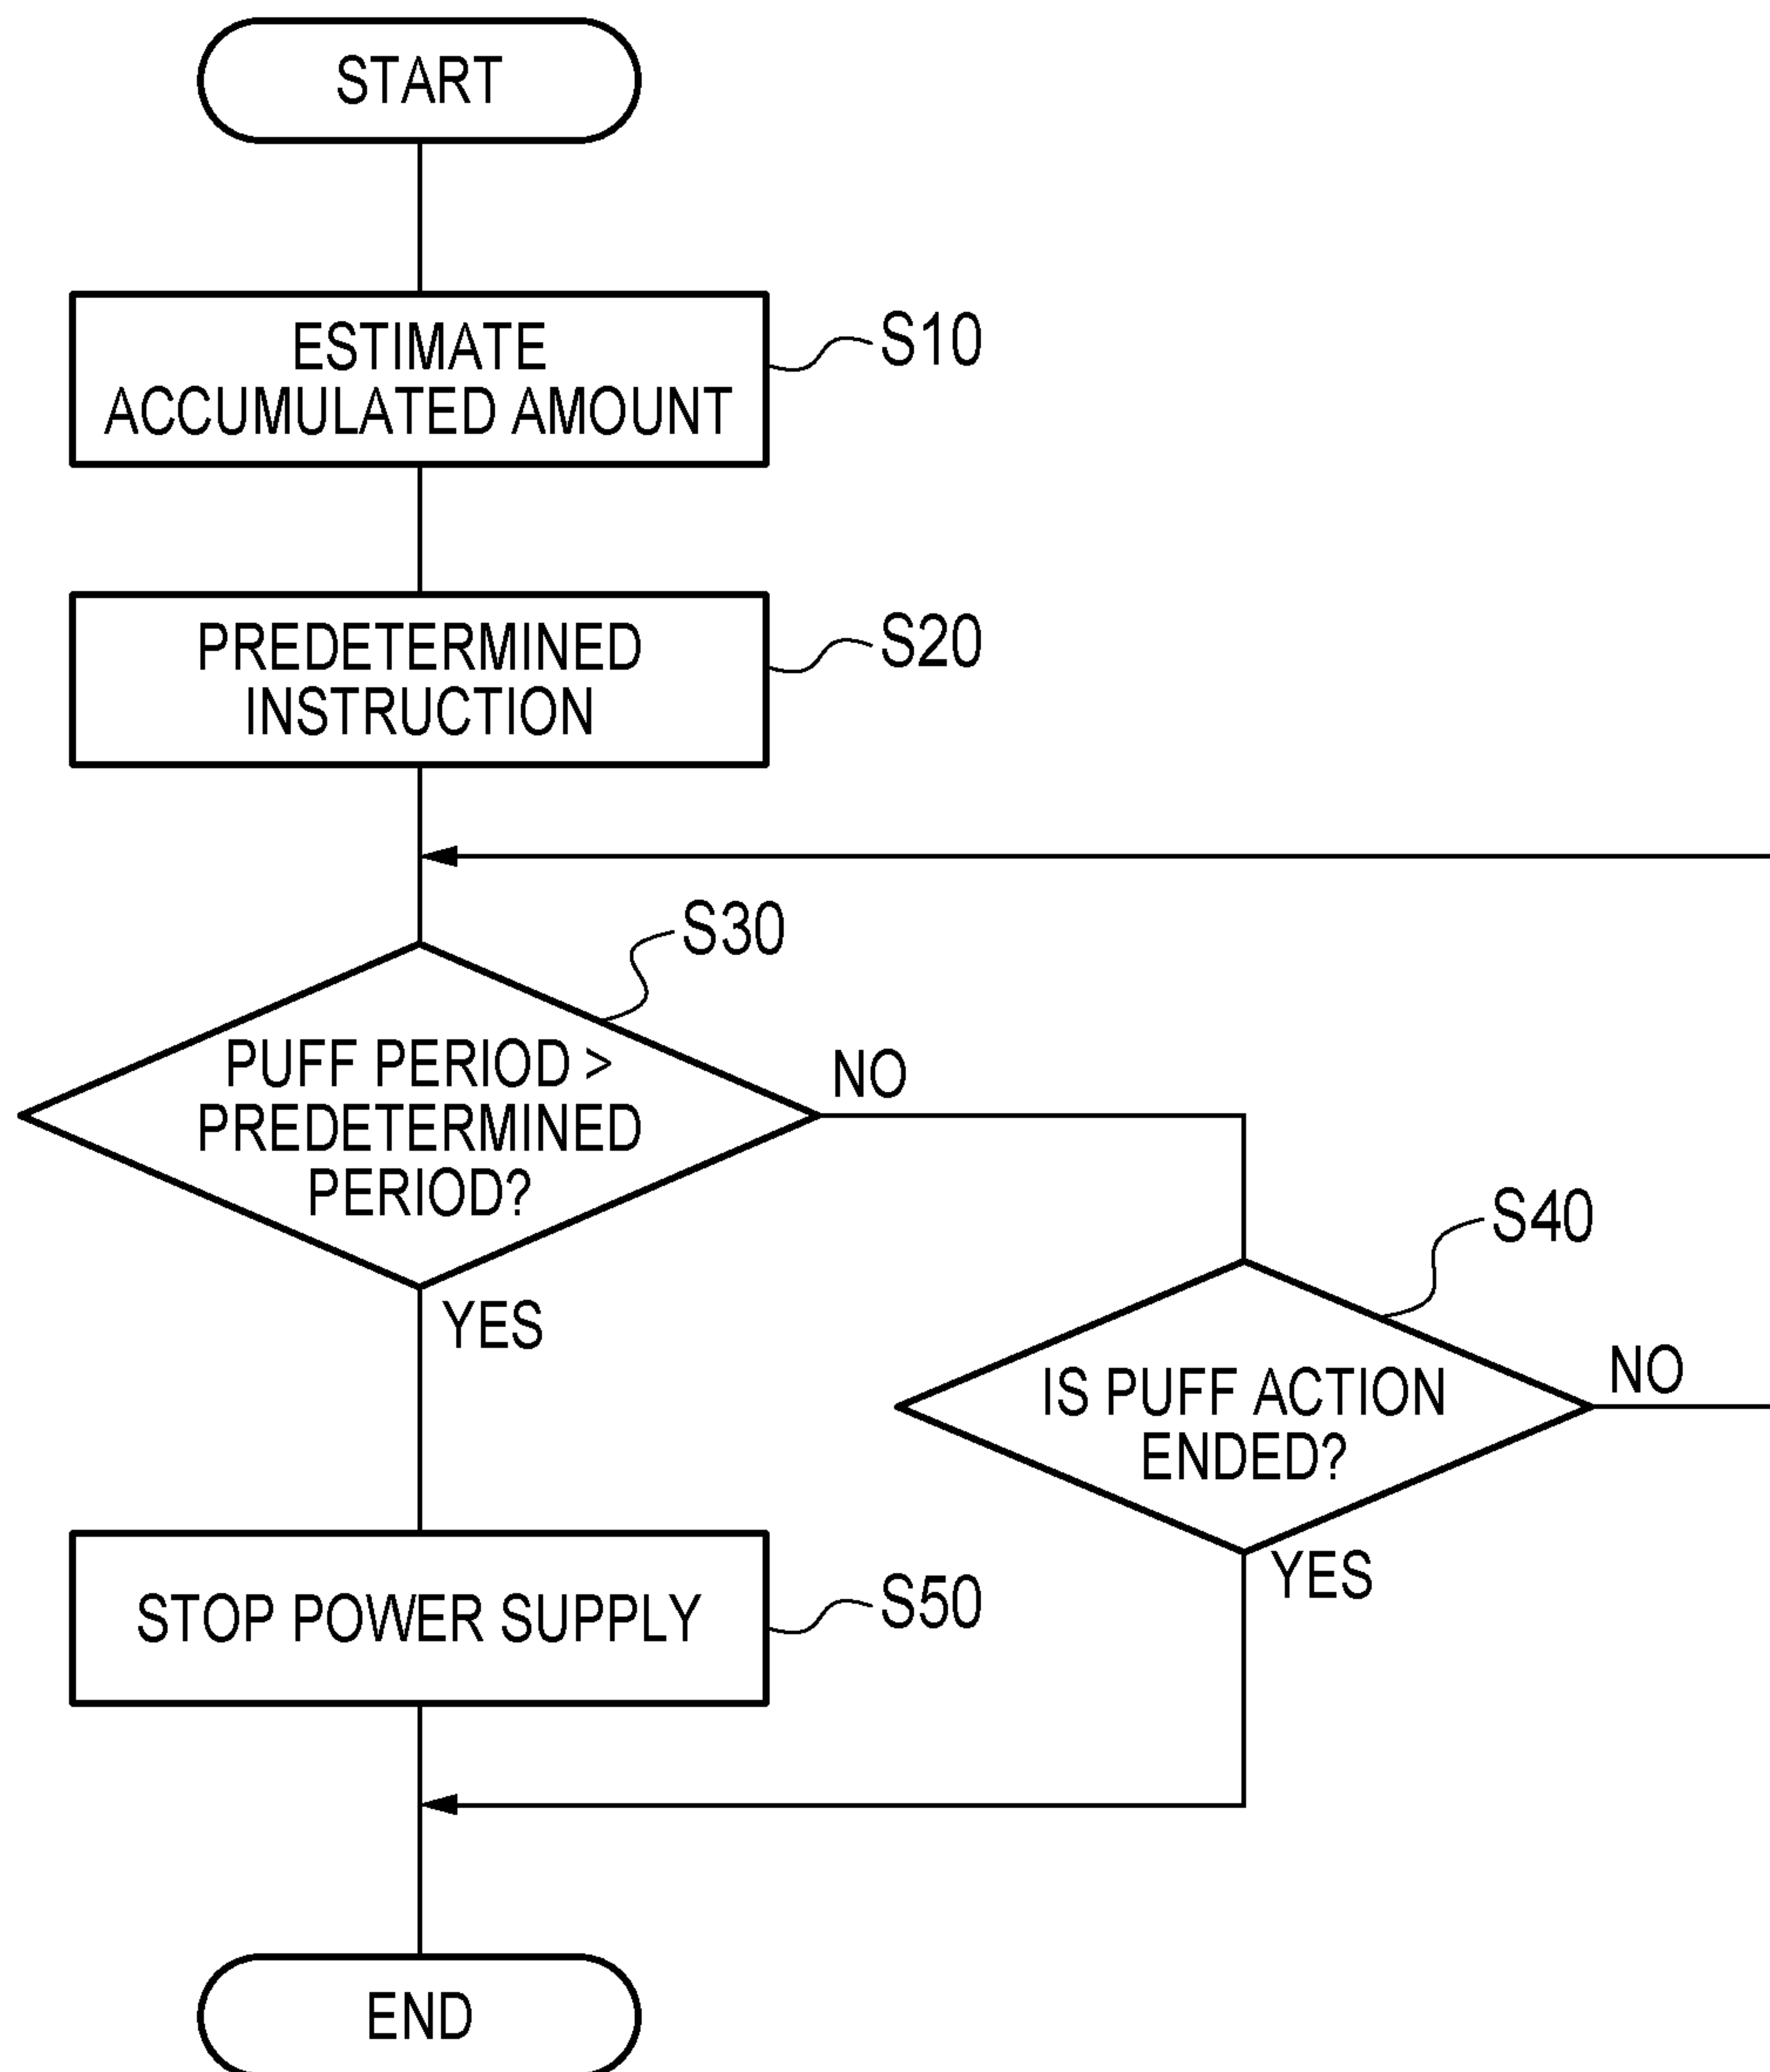 START
ESTIMATE
ACCUMULATED AMOUNT
S10
PREDETERMINED
INSTRUCTION
S20
S30
PUFF PERIOD >
PREDETERMINED
PERIOD?
NO
YES
S40
IS PUFF ACTION
ENDED?
NO
YES
STOP POWER SUPPLY
S50
END